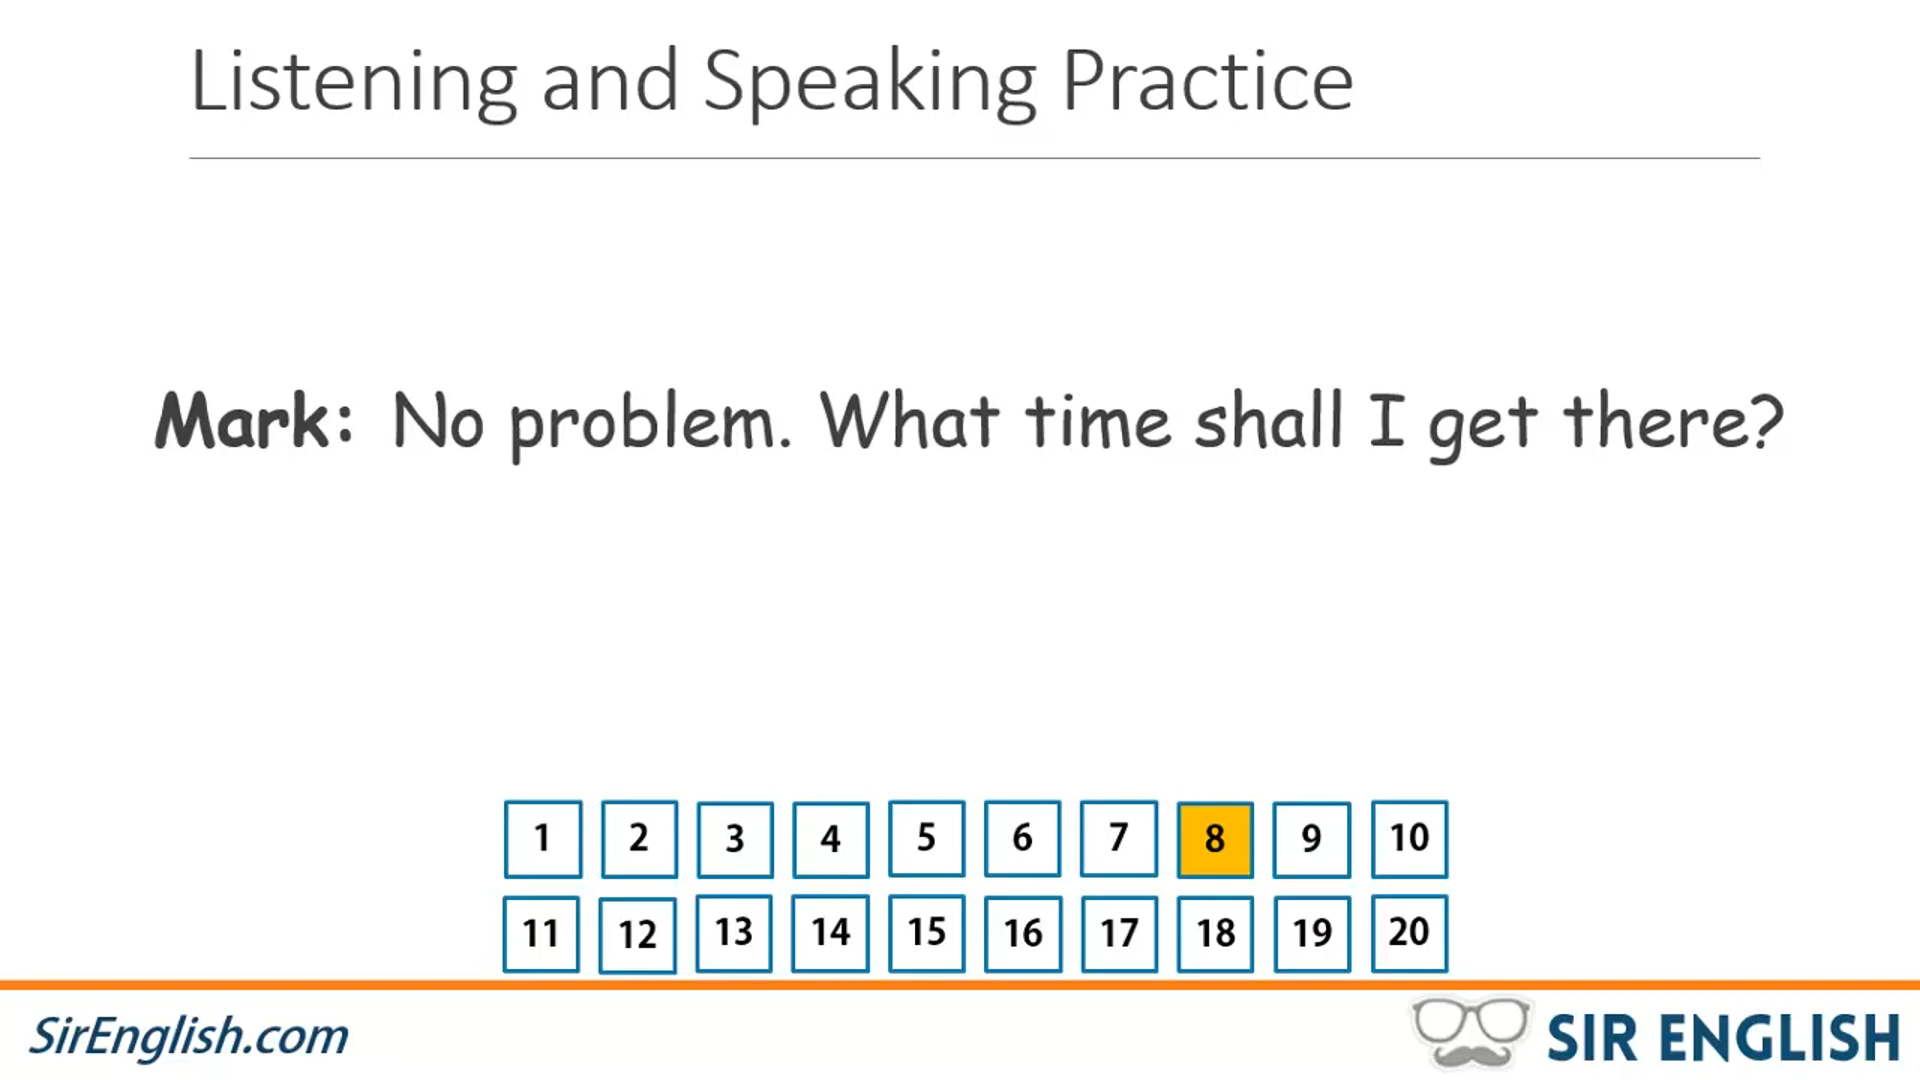 Listening and Speaking Practice
Mark: No problem. What time shall I get there?
1 2 3 4 5 6 7 8 9 10
11 12 13 14 15 16 17 18 19 20
SirEnglish.com
SIR ENGLISH